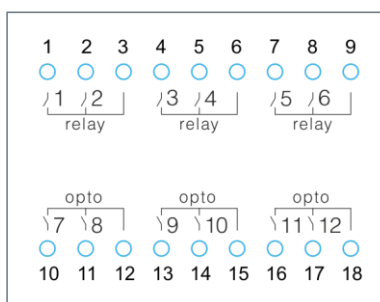 1 2 3 4 5 6 7 8 9
1 2 3 4 5 6
relay relay relay
opto opto opto
7 8 9 10 11 12
10 11 12 13 14 15 16 17 18